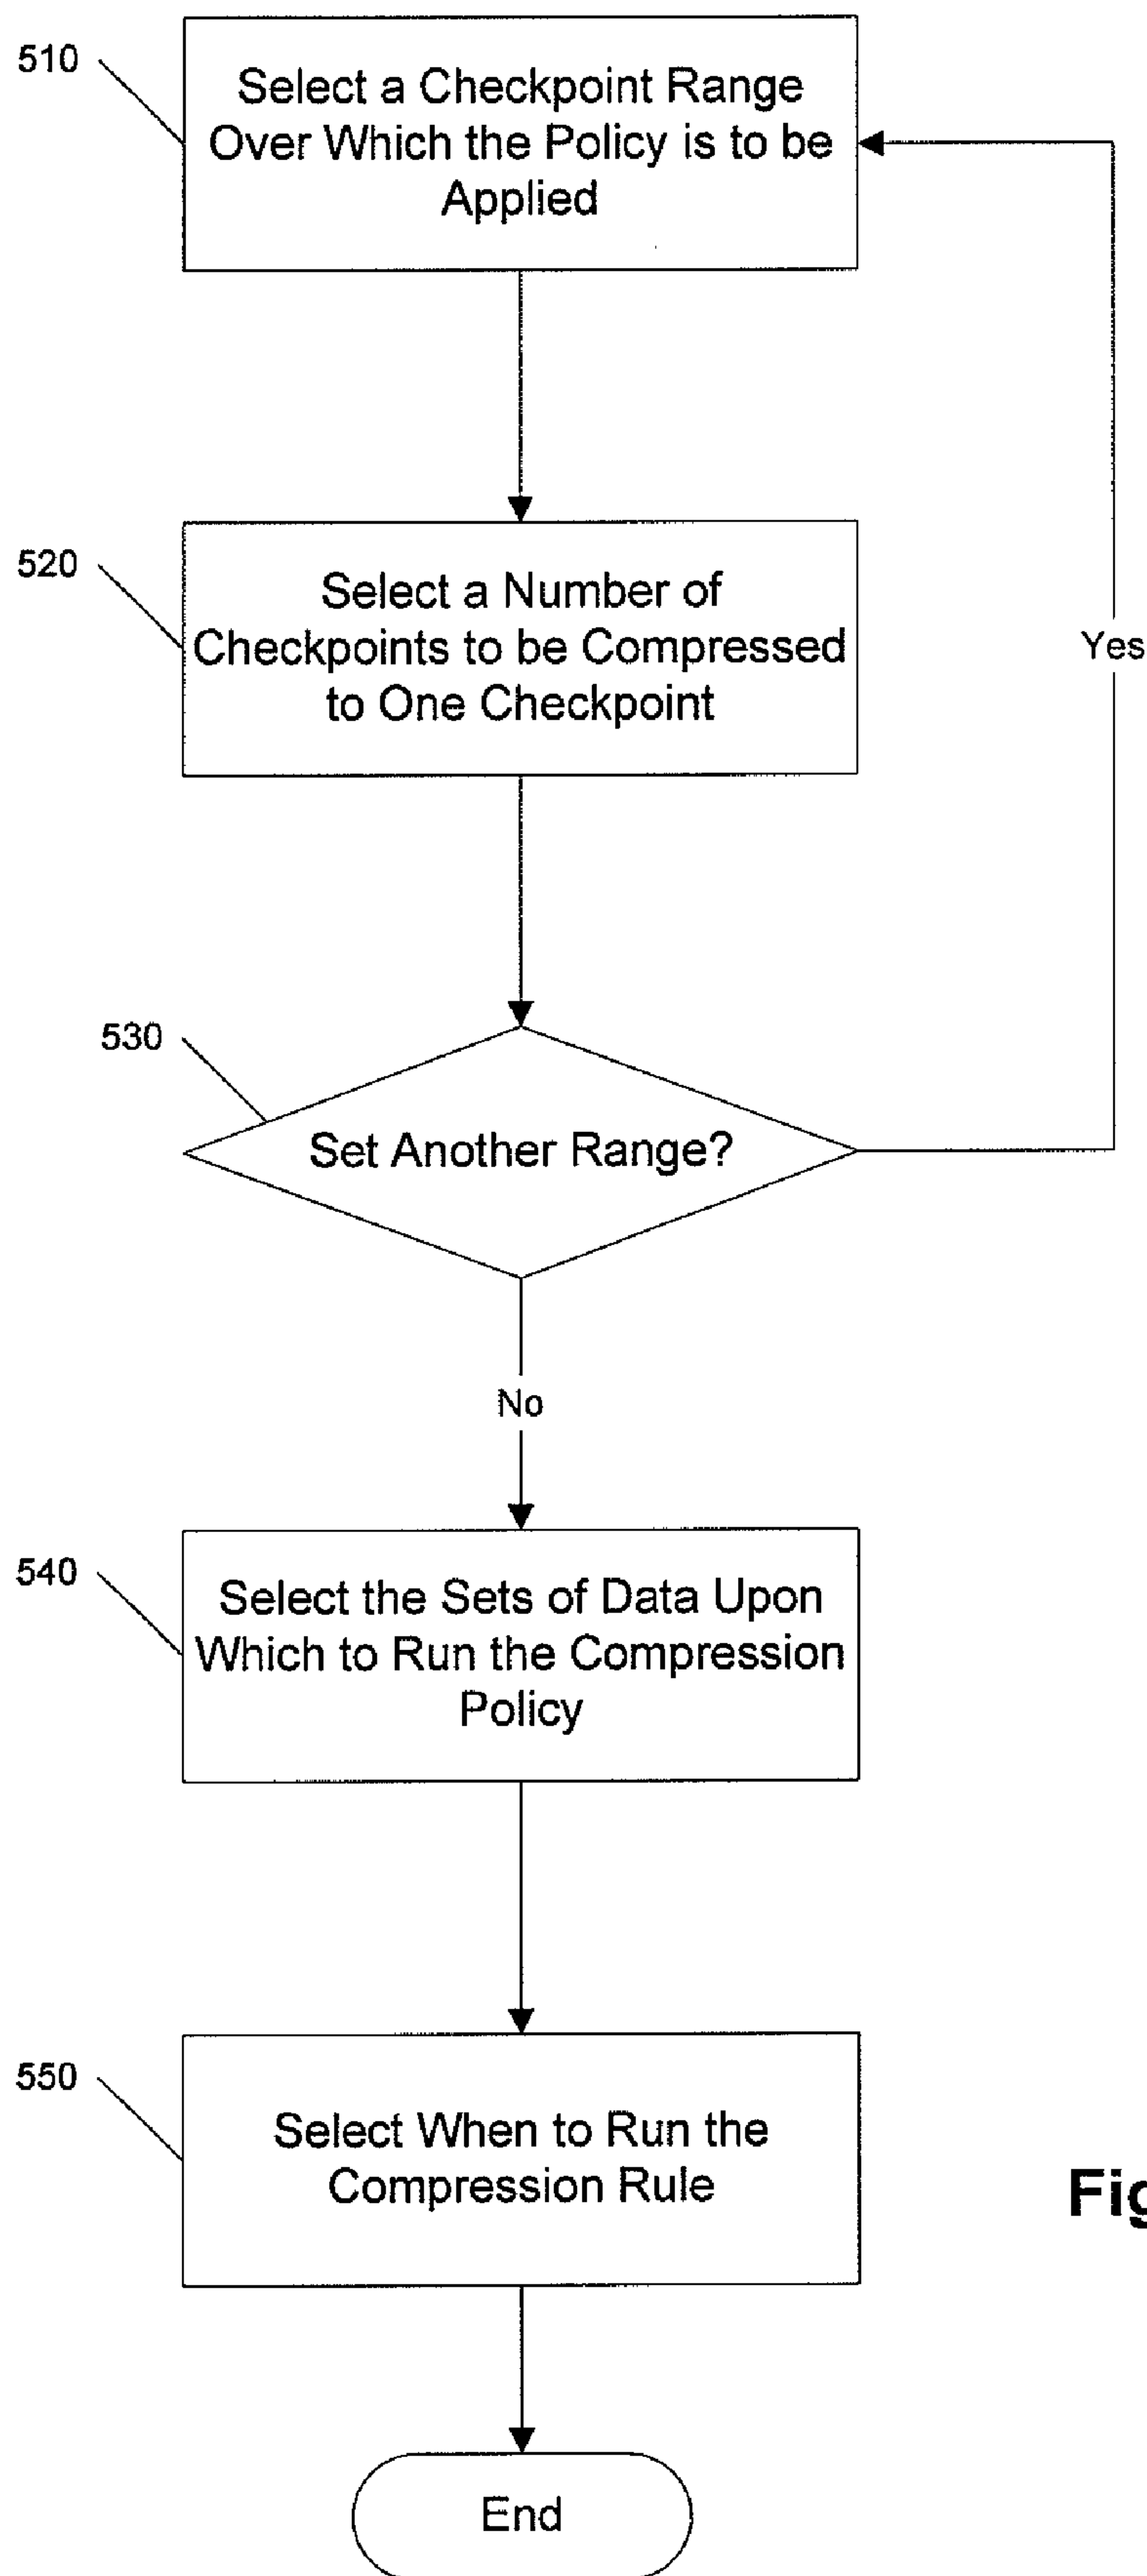 510
Select a Checkpoint Range
Over Which the Policy is to be
Applied
520
Select a Number of
Checkpoints to be Compressed
to One Checkpoint
Yes
530
Set Another Range?
No
540
Select the Sets of Data Upon
Which to Run the Compression
Policy
550
Select When to Run the
Compression Rule
Fig
End